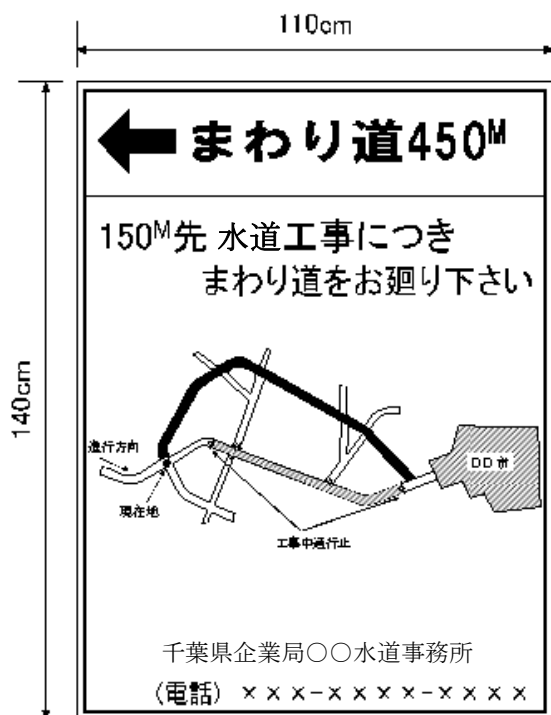 110cm
140cm
まわり道450M
150M先 水道工事につき
まわり道をお廻り下さい
進行方向
現在地
工事中通行止
DD市
千葉県企業局○○水道事務所
(電話) ×××-××××-××××